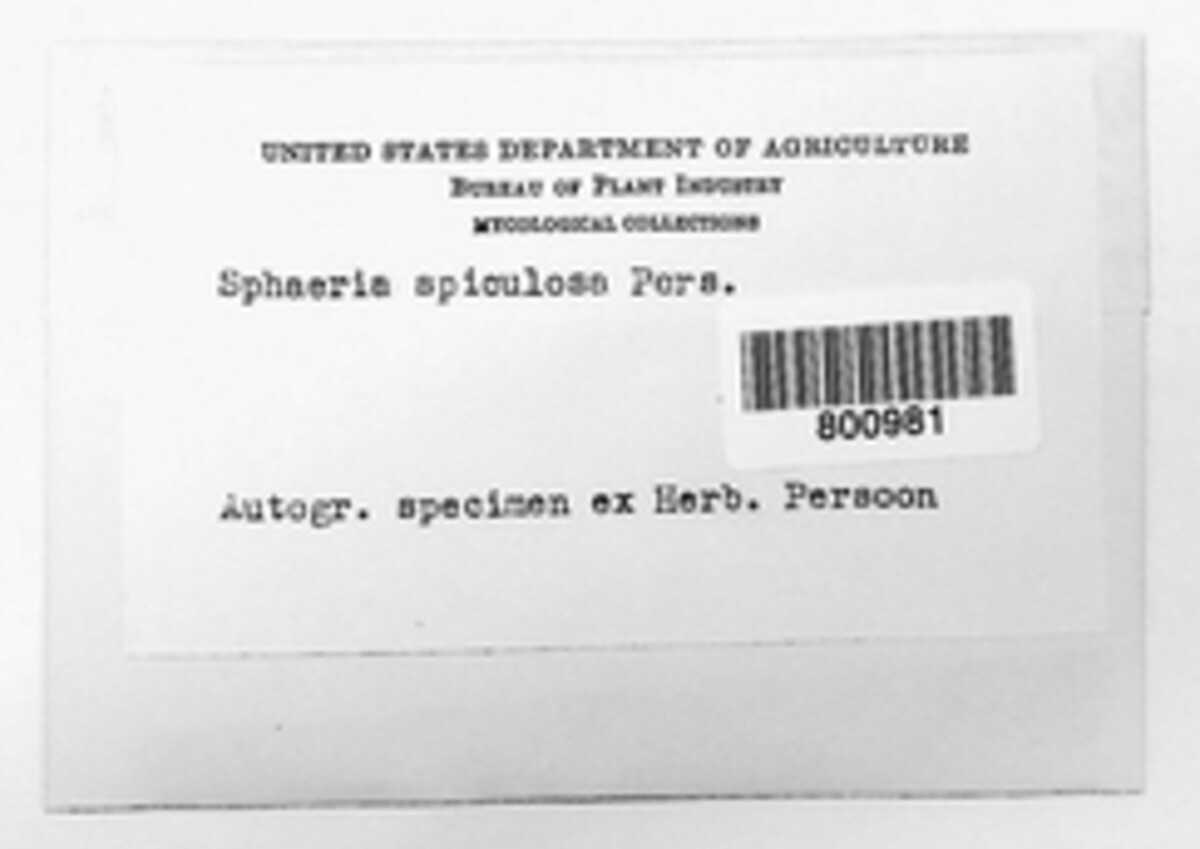 UNITED STATES DEPARTMENT OF AGRICULTURE
BUREAU OF PLANT INDUSTRY
MYCOLOGICAL COLLECTIONS
Sphaeria spiculosa Pers.
800981
Autogr. specimen ex Herb. Persoon